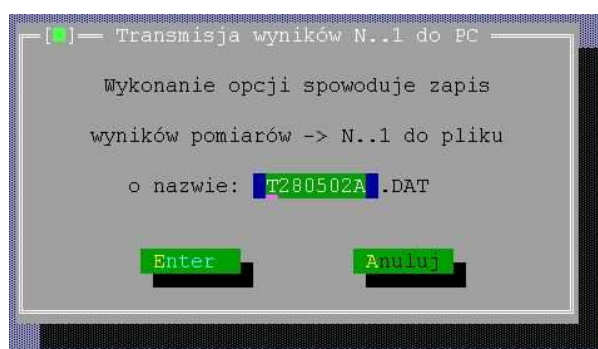 Transmisja wyników N..1 do PC
Wykonanie opcji spowoduje zapis
wyników pomiarów -> N..1 do pliku
o nazwie: T280502A .DAT
Enter Anuluj